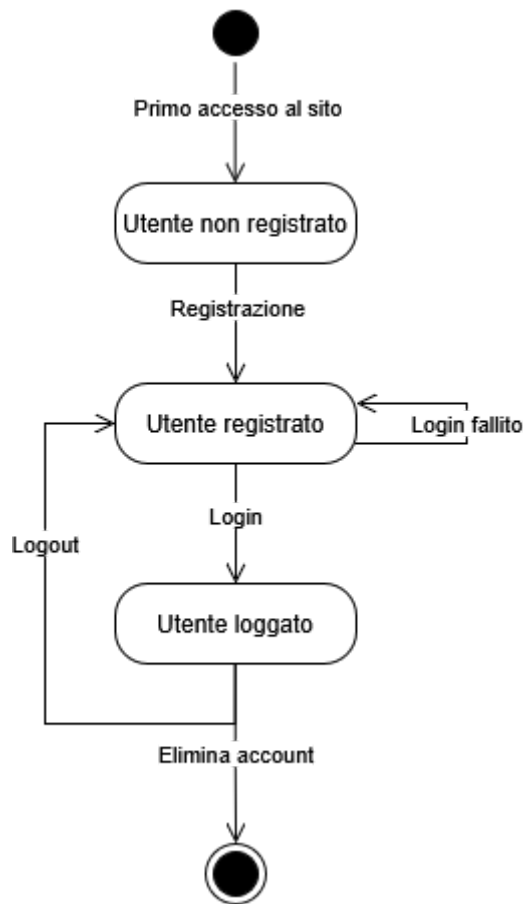 Primo accesso al sito
Utente non registrato
Registrazione
Utente registrato
Login fallito
Login
Logout
Utente loggato
Elimina account